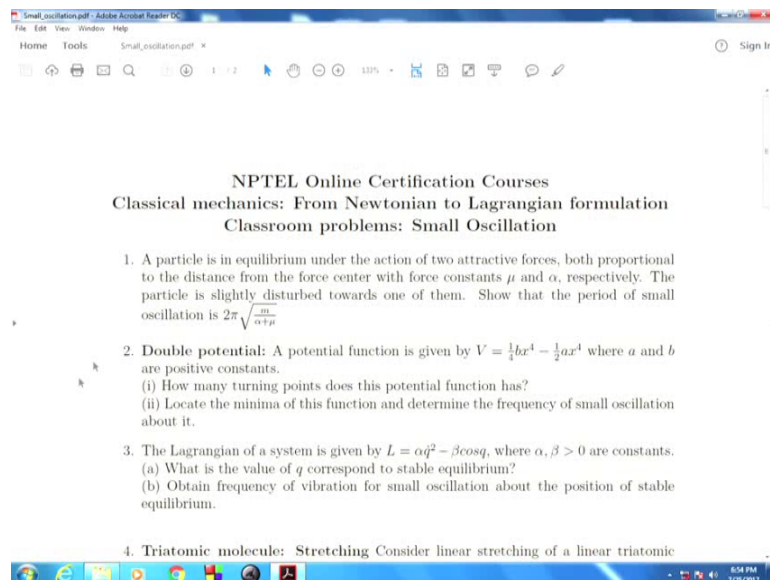 Small_oscillation.pdf - Adobe Acrobat Reader DC
File Edit View Window Help
Home Tools Small_oscillation.pdf × Sign In
1 / 2 133%
NPTEL Online Certification Courses
Classical mechanics: From Newtonian to Lagrangian formulation
Classroom problems: Small Oscillation
1. A particle is in equilibrium under the action of two attractive forces, both proportional
to the distance from the force center with force constants μ and α, respectively. The
particle is slightly disturbed towards one of them. Show that the period of small
oscillation is 2π√(m/(α+μ))
2. Double potential: A potential function is given by V = ¼bx⁴ − ½ax⁴ where a and b
are positive constants.
(i) How many turning points does this potential function has?
(ii) Locate the minima of this function and determine the frequency of small oscillation
about it.
3. The Lagrangian of a system is given by L = αq̇² − βcosq, where α, β > 0 are constants.
(a) What is the value of q correspond to stable equilibrium?
(b) Obtain frequency of vibration for small oscillation about the position of stable
equilibrium.
4. Triatomic molecule: Stretching Consider linear stretching of a linear triatomic
6:54 PM